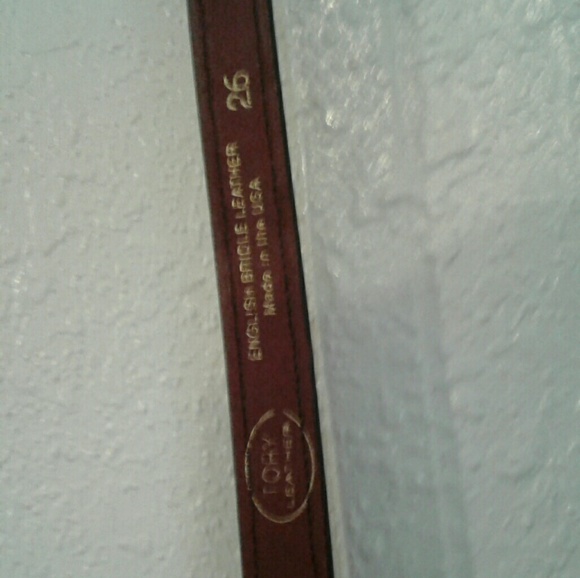 TORY
LEATHER
ENGLISH BRIDLE LEATHER
Made in the USA
26